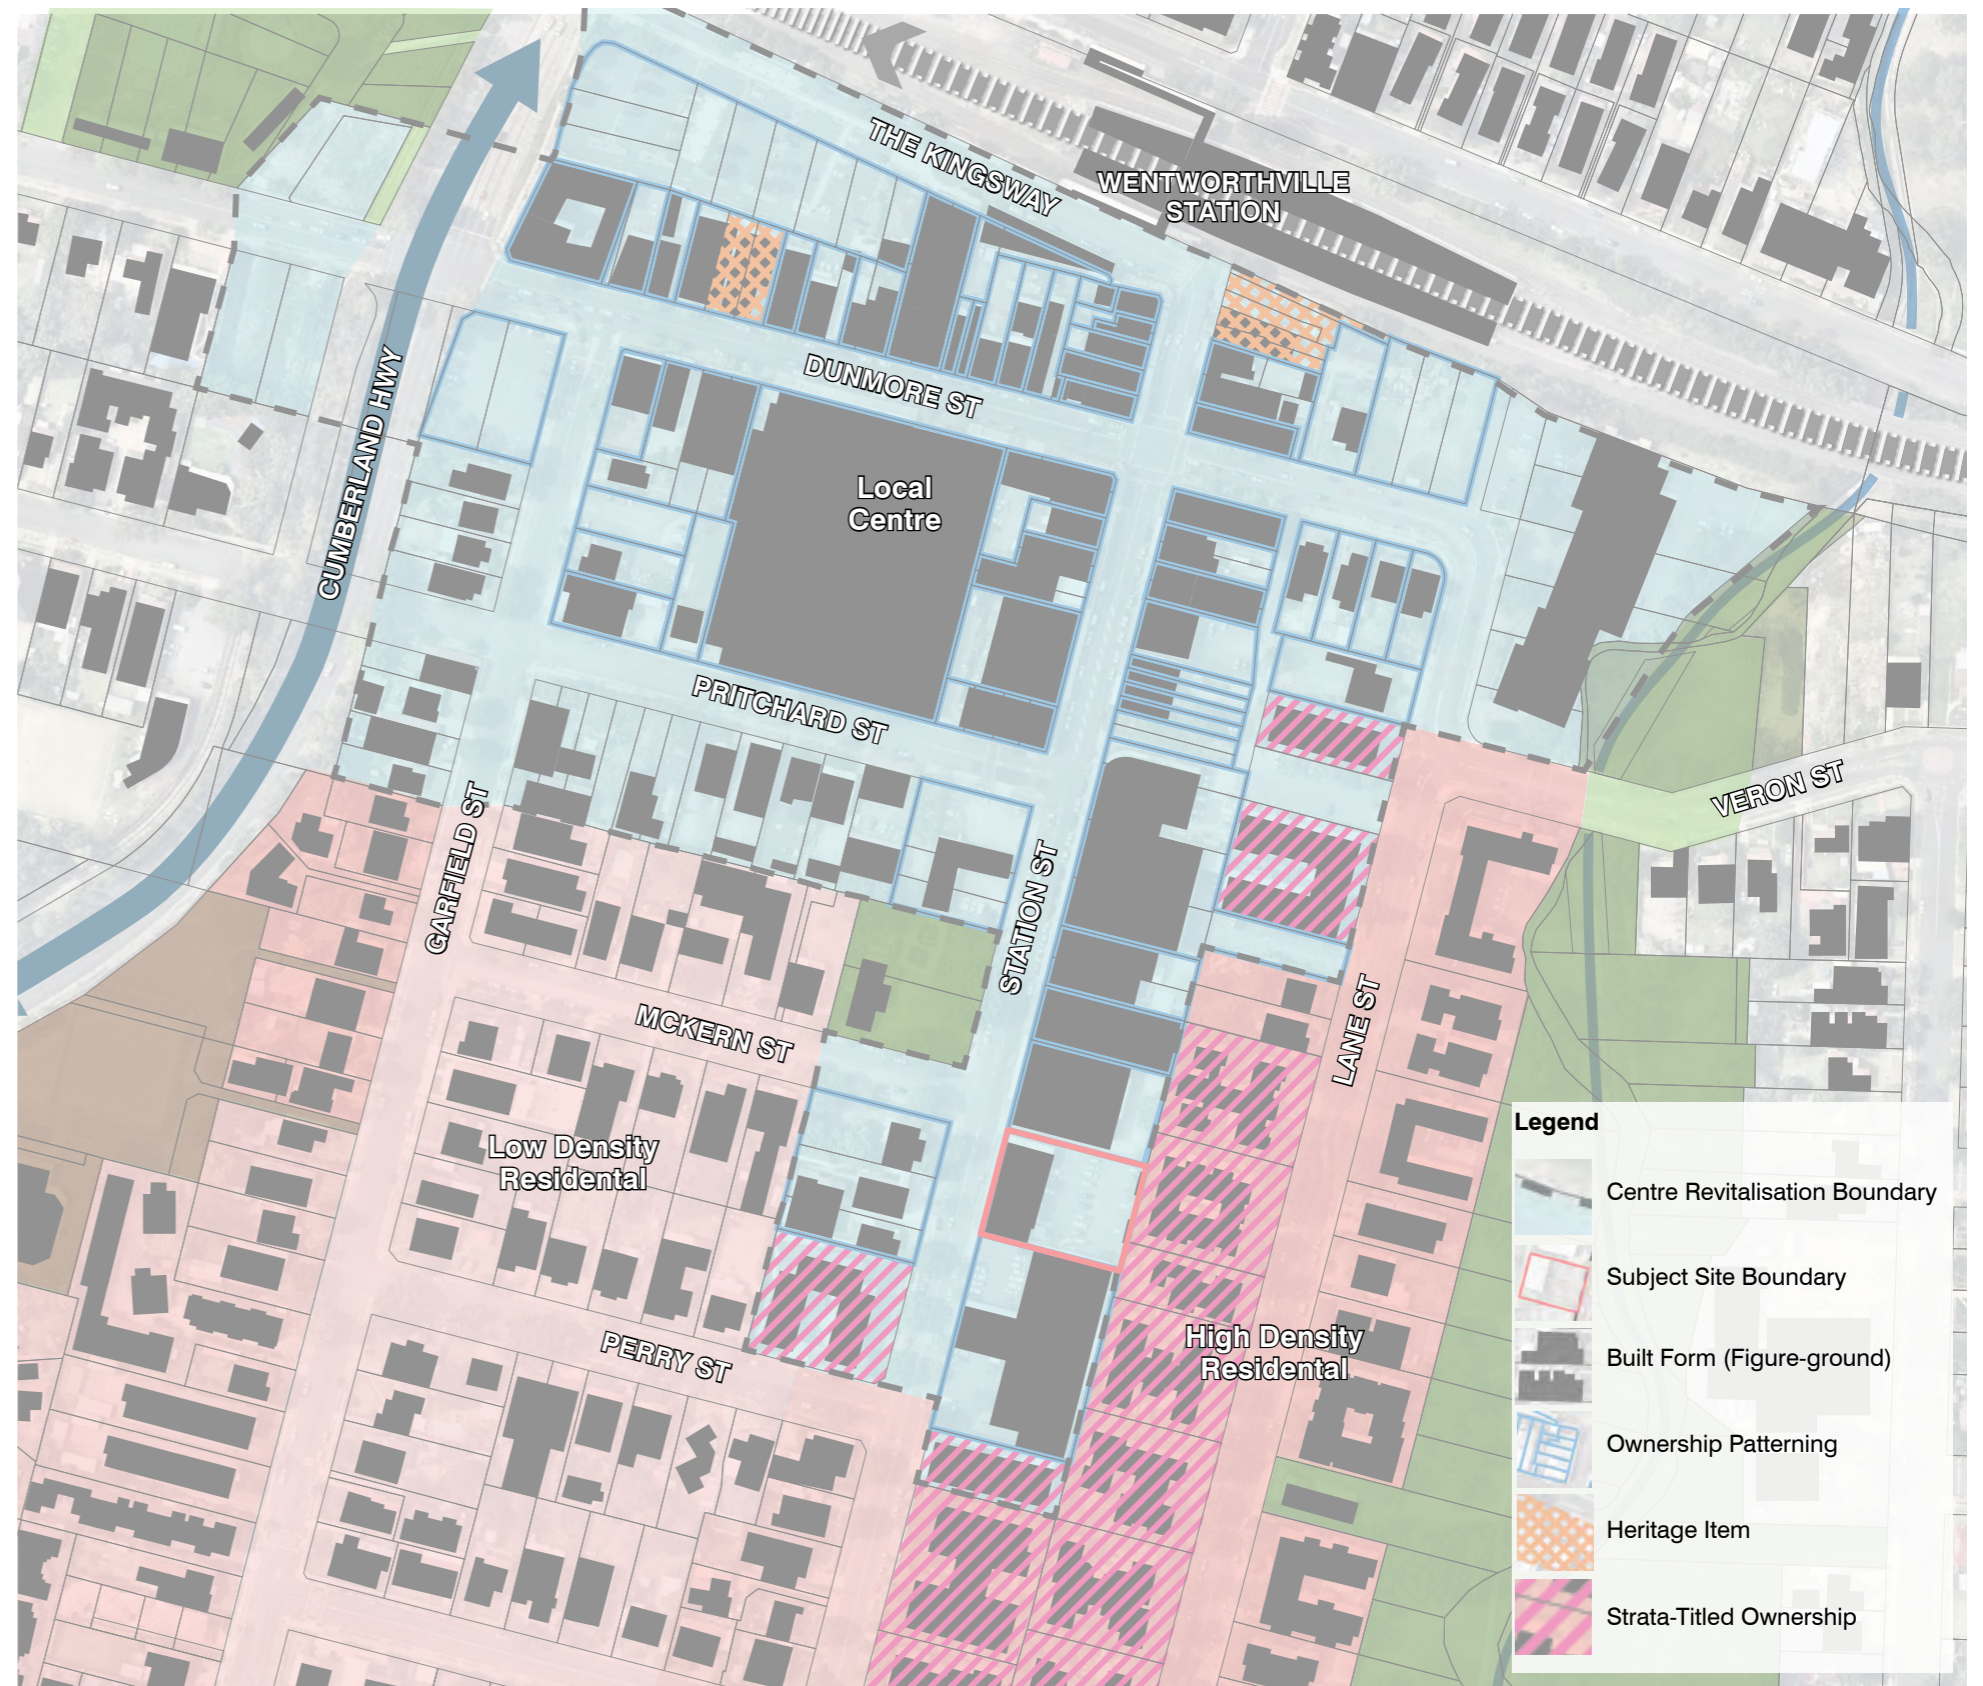 THE KINGSWAY
WENTWORTHVILLE
STATION
DUNMORE ST
CUMBERLAND HWY
Local
Centre
PRITCHARD ST
VERON ST
GARFIELD ST
STATION ST
LANE ST
MCKERN ST
Low Density
Residental
PERRY ST
High Density
Residental
Legend
Centre Revitalisation Boundary
Subject Site Boundary
Built Form (Figure-ground)
Ownership Patterning
Heritage Item
Strata-Titled Ownership